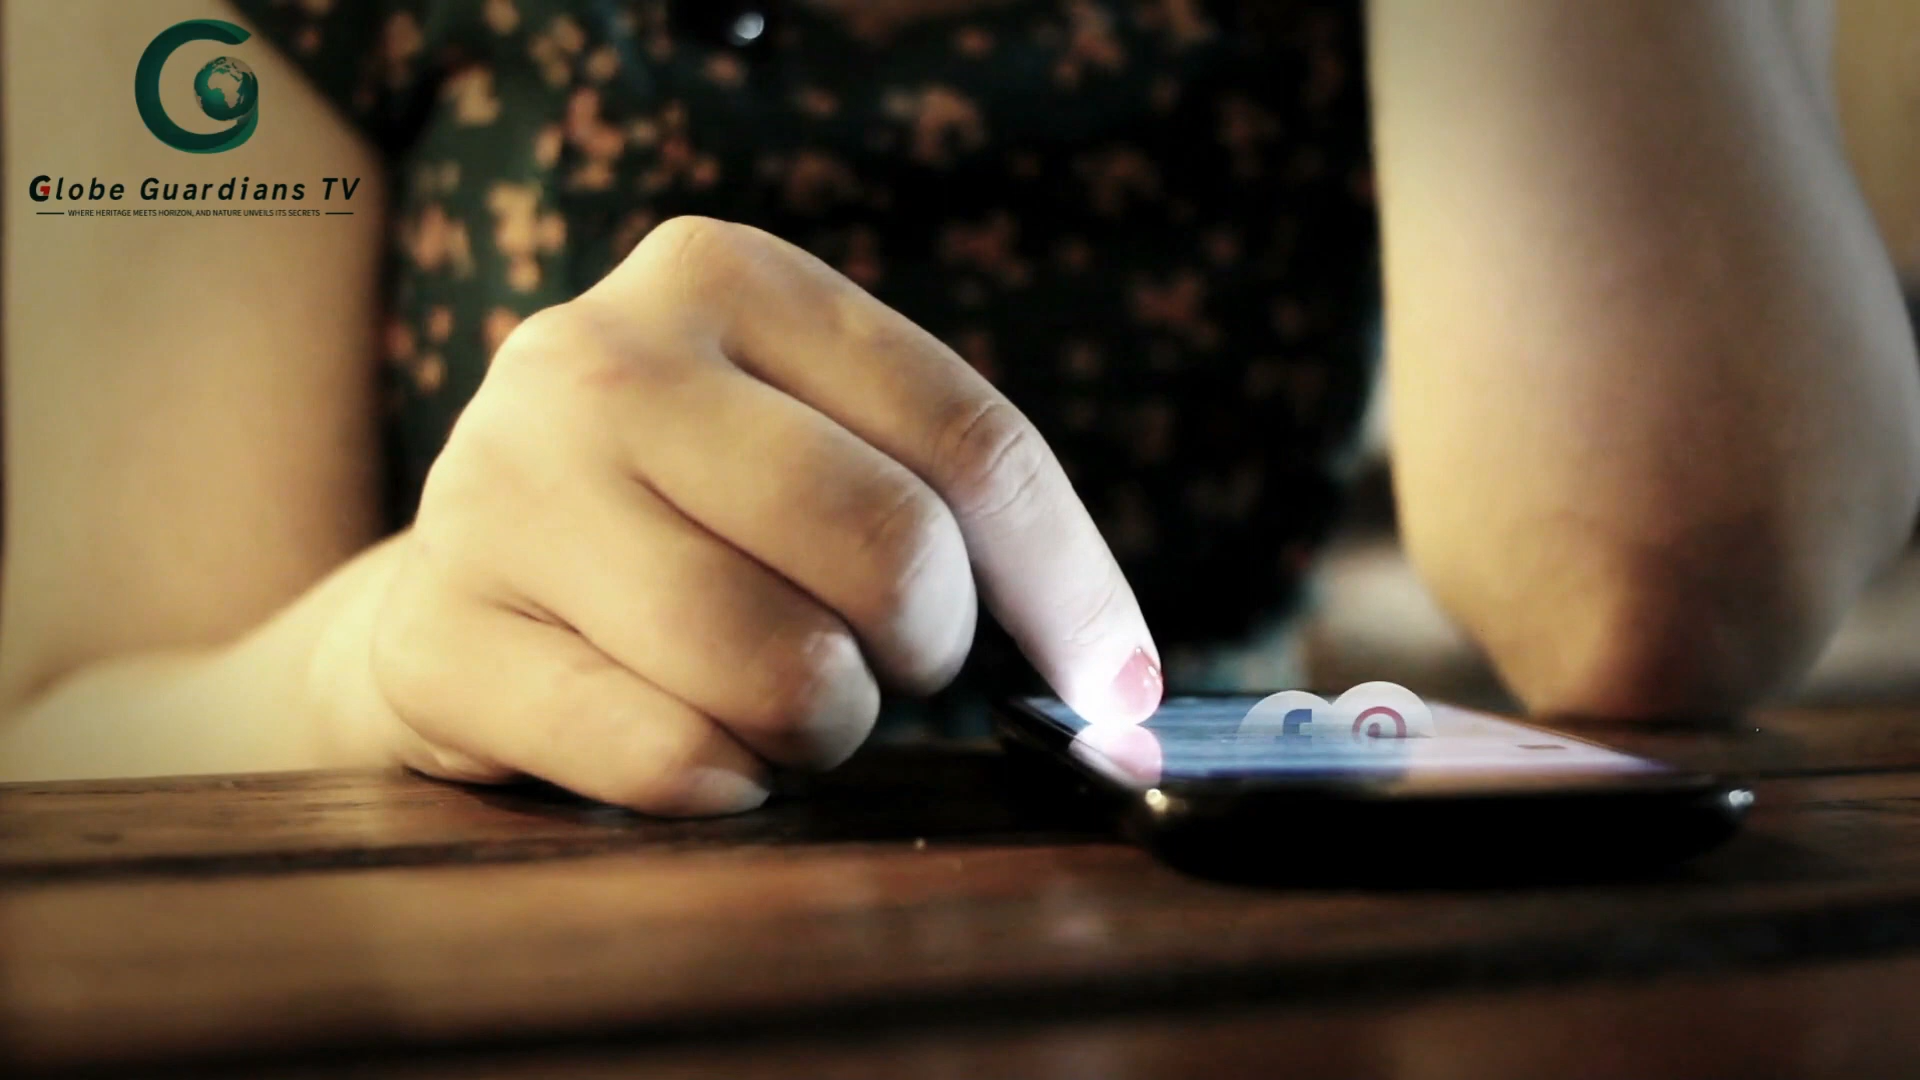 Globe Guardians TV
WHERE HERITAGE MEETS HORIZON, AND NATURE UNVEILS ITS SECRETS